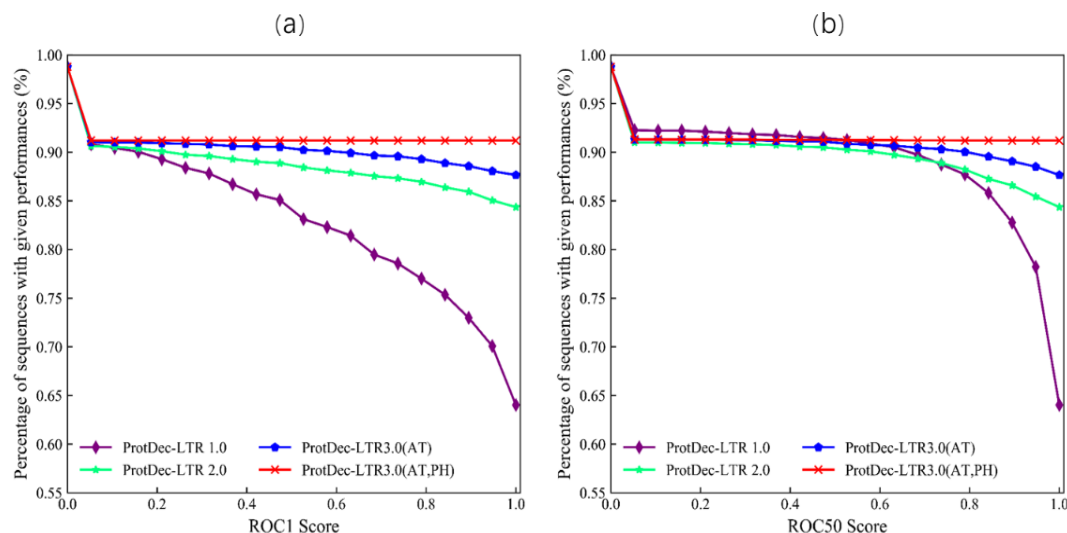 (a)
Percentage of sequences with given performances (%)
1.00
0.95
0.90
0.85
0.80
0.75
0.70
0.65
0.60
0.55
0.0
0.2
0.4
0.6
0.8
1.0
ROC1 Score
ProtDec-LTR 1.0
ProtDec-LTR 2.0
ProtDec-LTR3.0(AT)
ProtDec-LTR3.0(AT,PH)
(b)
Percentage of sequences with given performances (%)
1.00
0.95
0.90
0.85
0.80
0.75
0.70
0.65
0.60
0.55
0.0
0.2
0.4
0.6
0.8
1.0
ROC50 Score
ProtDec-LTR 1.0
ProtDec-LTR 2.0
ProtDec-LTR3.0(AT)
ProtDec-LTR3.0(AT,PH)